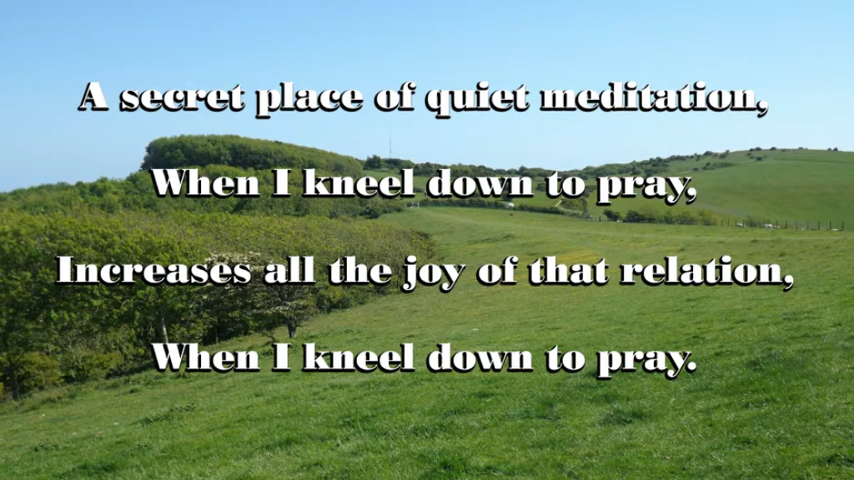 A secret place of quiet meditation,
When I kneel down to pray,
Increases all the joy of that relation,
When I kneel down to pray.